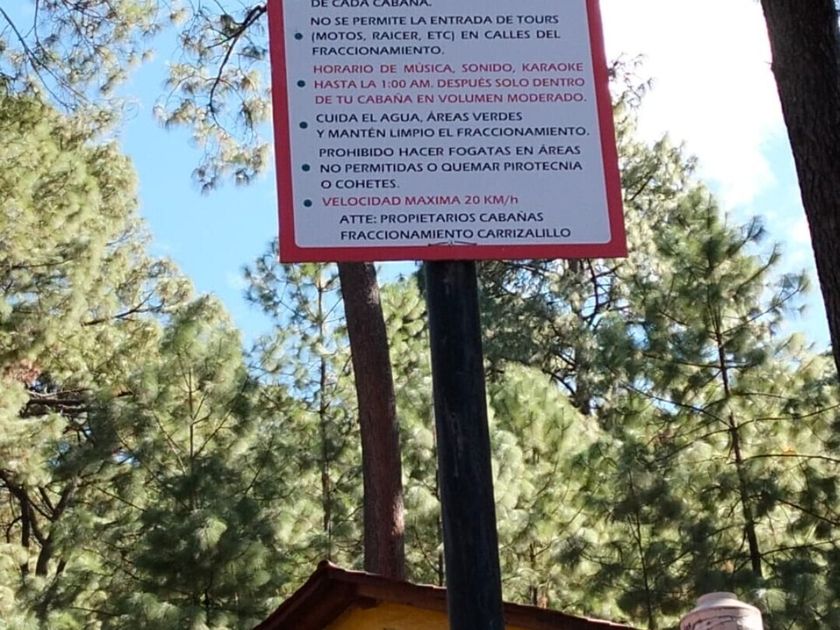 DE CADA CABAÑA.
NO SE PERMITE LA ENTRADA DE TOURS
(MOTOS, RAICER, ETC) EN CALLES DEL
FRACCIONAMIENTO.
HORARIO DE MÚSICA, SONIDO, KARAOKE
HASTA LA 1:00 AM. DESPUÉS SOLO DENTRO
DE TU CABAÑA EN VOLUMEN MODERADO.
CUIDA EL AGUA, ÁREAS VERDES
Y MANTÉN LIMPIO EL FRACCIONAMIENTO.
PROHIBIDO HACER FOGATAS EN ÁREAS
NO PERMITIDAS O QUEMAR PIROTECNIA
O COHETES.
VELOCIDAD MAXIMA 20 KM/h
ATTE: PROPIETARIOS CABAÑAS
FRACCIONAMIENTO CARRIZALILLO